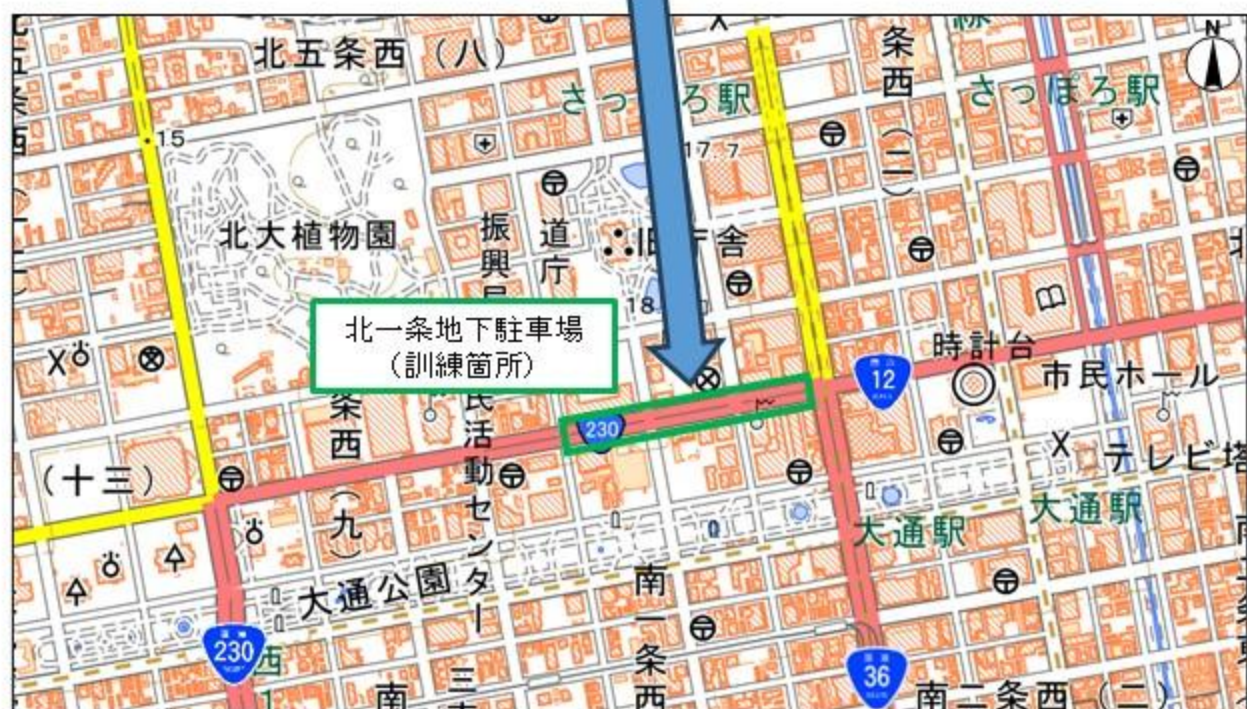 北五条西(八)
条西(二)
さっ
ろ駅
さっぽろ駅
N
15
17.7
北大植物園
振興局
道庁
旧庁舎
18
北一条地下駐車場
(訓練箇所)
時計台
12
市民ホール
230
条西(九)
民活動センター
(十三)
テレビ塔
大通駅
大通駅
大通公園
南一条西
230
西1
36
南
南二条西(二)